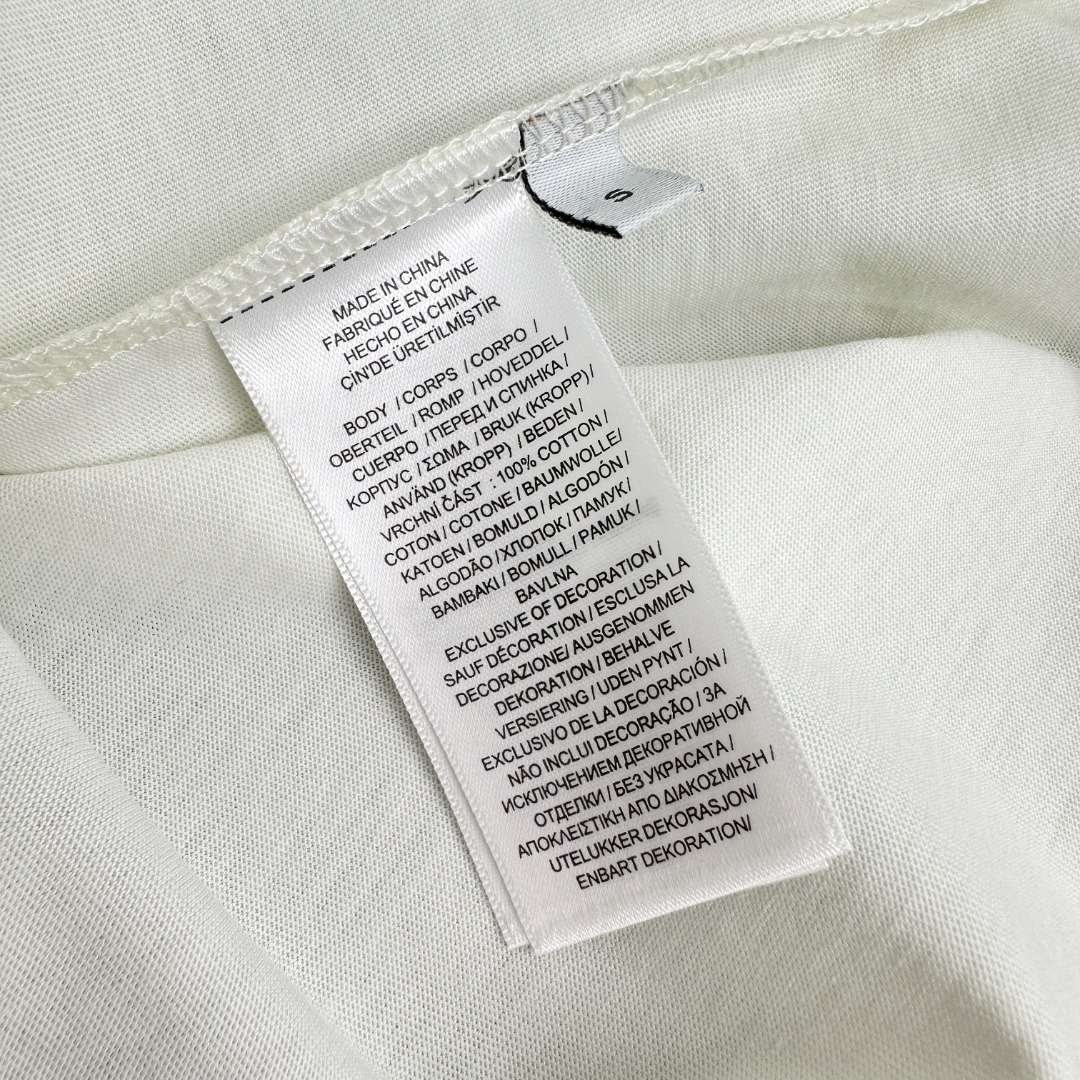 S
MADE IN CHINA
FABRIQUÉ EN CHINE
HECHO EN CHINA
ÇİN'DE ÜRETİLMİŞTİR
BODY / CORPS / CORPO /
OBERTEIL / ROMP / HOVEDDEL /
CUERPO / ПЕРЕД И СПИНКА /
КОРПУС / ΣΩΜΑ / BRUK (KROPP) /
ANVÄND (KROPP) / BEDEN /
VRCHNÍ ČÁST : 100% COTTON /
COTON / COTONE / BAUMWOLLE/
KATOEN / BOMULD / ALGODÓN /
ALGODÃO / ХЛОПОК / ПАМУК /
BAMBAKI / BOMULL / PAMUK /
BAVLNA
EXCLUSIVE OF DECORATION /
SAUF DÉCORATION / ESCLUSA LA
DECORAZIONE/ AUSGENOMMEN
DEKORATION / BEHALVE
VERSIERING / UDEN PYNT /
EXCLUSIVO DE LA DECORACIÓN /
NÃO INCLUI DECORAÇÃO / ЗА
ИСКЛЮЧЕНИЕМ ДЕКОРАТИВНОЙ
ОТДЕЛКИ / БЕЗ УКРАСАТА /
ΑΠΟΚΛΕΙΣΤΙΚΗ ΑΠΟ ΔΙΑΚΟΣΜΗΣΗ /
UTELUKKER DEKORASJON/
ENBART DEKORATION/